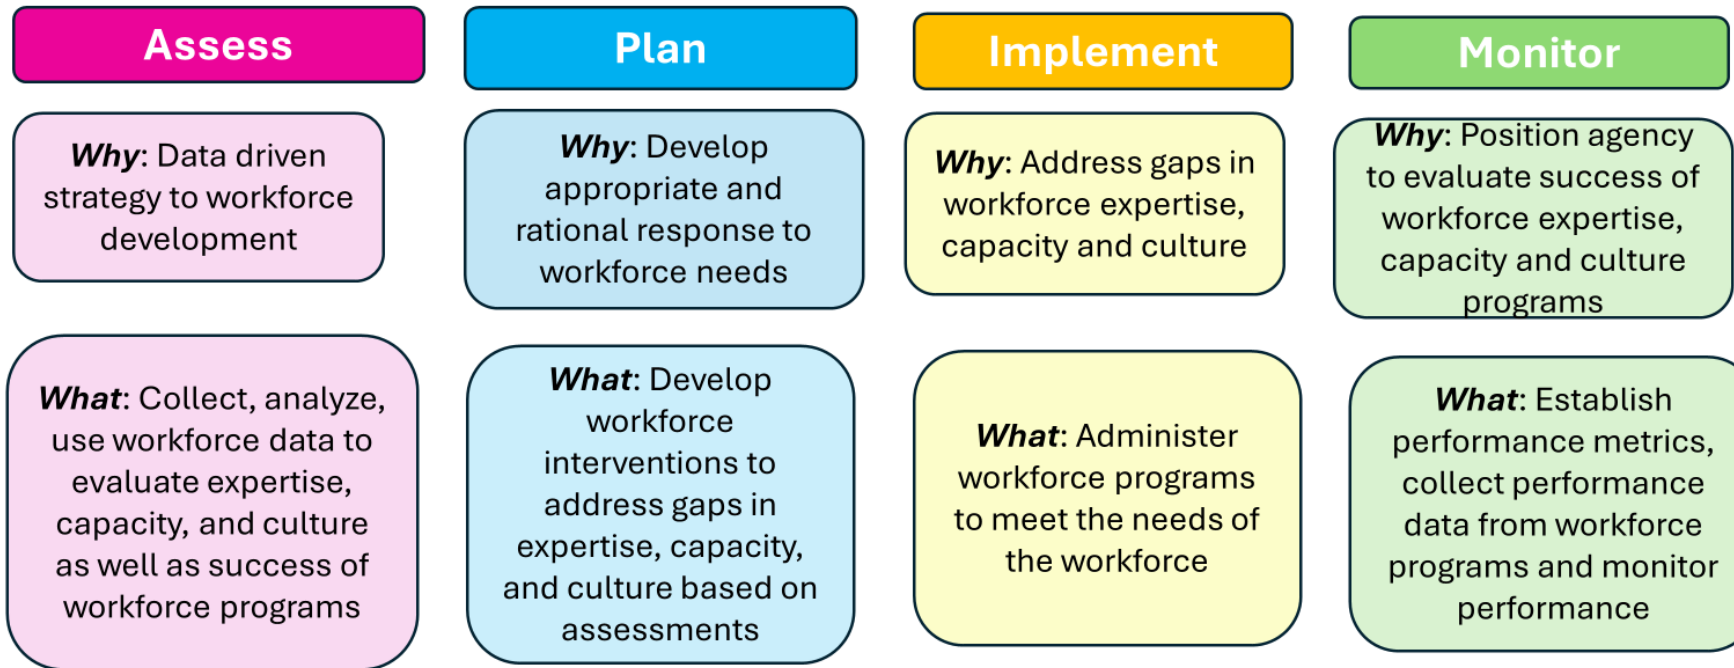 Assess
Plan
Implement
Monitor
Why: Data driven
strategy to workforce
development
Why: Develop
appropriate and
rational response to
workforce needs
Why: Address gaps in
workforce expertise,
capacity and culture
Why: Position agency
to evaluate success of
workforce expertise,
capacity and culture
programs
What: Collect, analyze,
use workforce data to
evaluate expertise,
capacity, and culture
as well as success of
workforce programs
What: Develop
workforce
interventions to
address gaps in
expertise, capacity,
and culture based on
assessments
What: Administer
workforce programs
to meet the needs of
the workforce
What: Establish
performance metrics,
collect performance
data from workforce
programs and monitor
performance